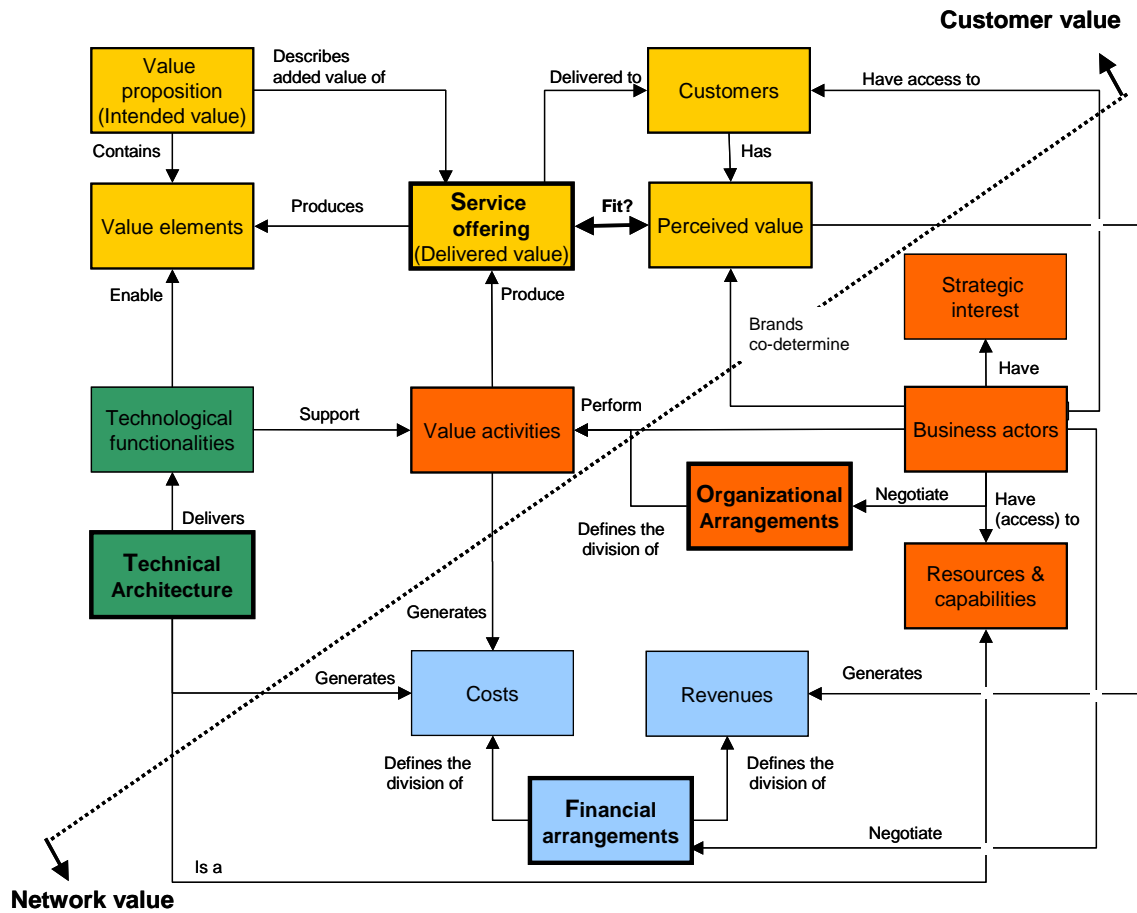 Customer value
Value
proposition
(Intended value)
Describes
added value of
Delivered to
Customers
Have access to
Contains
Has
Value elements
Produces
Service
offering
(Delivered value)
Fit?
Perceived value
Enable
Produce
Strategic
interest
Brands
co-determine
Have
Technological
functionalities
Support
Value activities
Perform
Business actors
Organizational
Arrangements
Negotiate
Have
(access) to
Delivers
Defines the
division of
Technical
Architecture
Resources &
capabilities
Generates
Generates
Costs
Revenues
Generates
Defines the
division of
Defines the
division of
Financial
arrangements
Negotiate
Is a
Network value